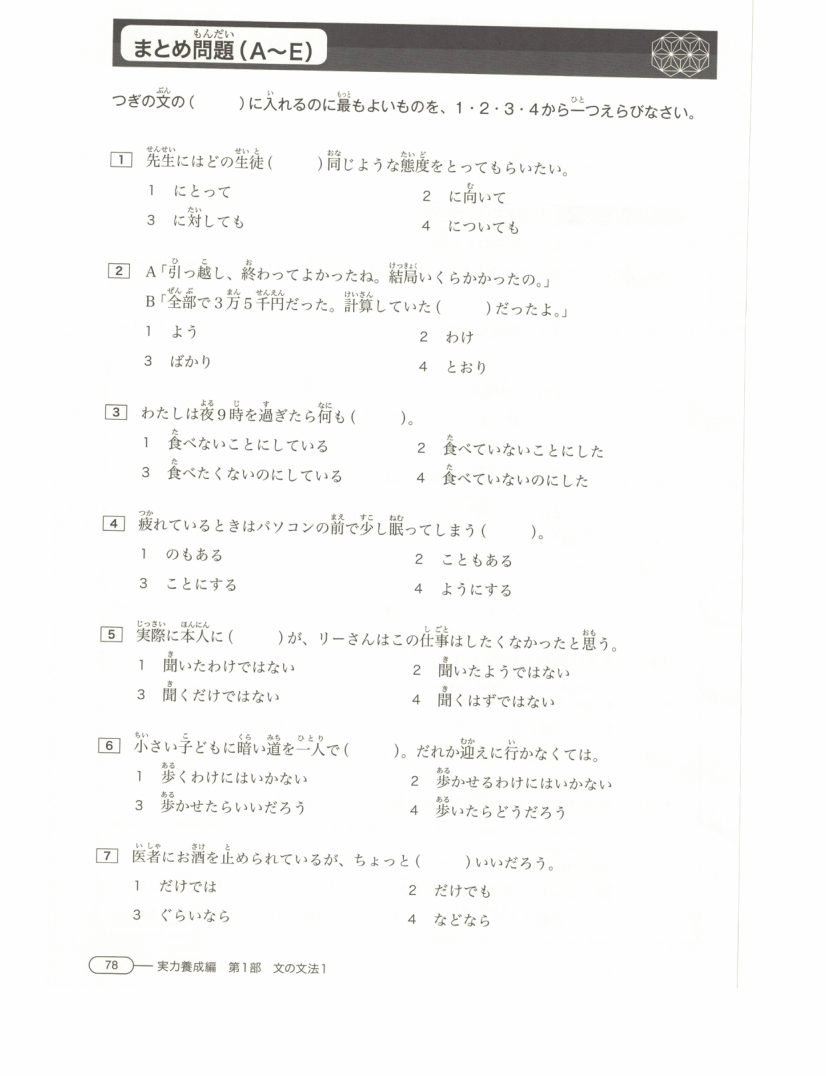 まとめ問題(A～E)
つぎの文の(　　)に入れるのに最もよいものを、1・2・3・4から一つえらびなさい。
1 先生にはどの生徒(　　)同じような態度をとってもらいたい。
1 にとって　2 に向いて
3 に対しても　4 についても
2 A「引っ越し、終わってよかったね。結局いくらかかったの。」
B「全部で3万5千円だった。計算していた(　　)だったよ。」
1 よう　2 わけ
3 ばかり　4 とおり
3 わたしは夜9時を過ぎたら何も(　　)。
1 食べないことにしている　2 食べていないことにした
3 食べたくないのにしている　4 食べていないのにした
4 疲れているときはパソコンの前で少し眠ってしまう(　　)。
1 のもある　2 こともある
3 ことにする　4 ようにする
5 実際に本人に(　　)が、リーさんはこの仕事はしたくなかったと思う。
1 聞いたわけではない　2 聞いたようではない
3 聞くだけではない　4 聞くはずではない
6 小さい子どもに暗い道を一人で(　　)。だれか迎えに行かなくては。
1 歩くわけにはいかない　2 歩かせるわけにはいかない
3 歩かせたらいいだろう　4 歩いたらどうだろう
7 医者にお酒を止められているが、ちょっと(　　)いいだろう。
1 だけでは　2 だけでも
3 ぐらいなら　4 などなら
78 実力養成編　第1部　文の文法1